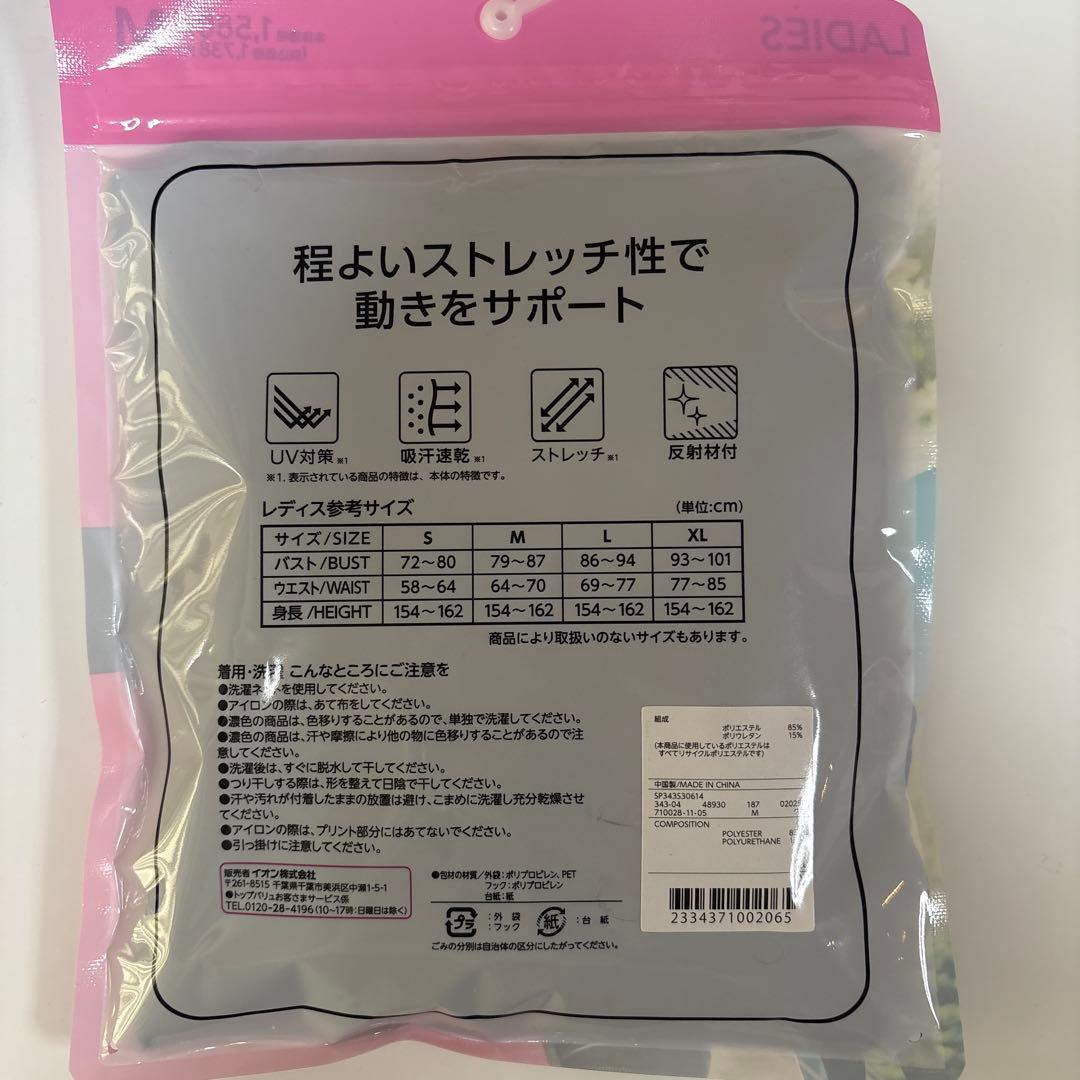 LADIES
M
程よいストレッチ性で
動きをサポート
UV対策※1
吸汗速乾※1
ストレッチ※1
反射材付
※1.表示されている商品の特徴は、本体の特徴です。
レディス参考サイズ (単位:cm)
サイズ/SIZE S M L XL
バスト/BUST 72〜80 79〜87 86〜94 93〜101
ウエスト/WAIST 58〜64 64〜70 69〜77 77〜85
身長/HEIGHT 154〜162 154〜162 154〜162 154〜162
商品により取扱いのないサイズもあります。
着用・洗濯 こんなところにご注意を
●洗濯ネットを使用してください。
●アイロンの際は、あて布をしてください。
●濃色の商品は、色移りすることがあるので、単独で洗濯してください。
●濃色の商品は、汗や摩擦により他の物に色移りすることがあるので注
意してください。
●洗濯後は、すぐに脱水して干してください。
●つり干しする際は、形を整えて日陰で干してください。
●汗や汚れが付着したままの放置は避け、こまめに洗濯し充分乾燥させ
てください。
●アイロンの際は、プリント部分にはあてないでください。
●引っ掛けに注意してください。
販売者 イオン株式会社
〒261-8515 千葉県千葉市美浜区中瀬1-5-1
●トップバリュお客さまサービス係
TEL.0120-28-4196(10〜17時:日曜日は除く)
●包材の材質/外袋:ポリプロピレン、PET
フック:ポリプロピレン
台紙:紙
プラ :外袋
:フック
紙 :台紙
ごみの分別は自治体の区分にしたがってください。
組成
ポリエステル 85%
ポリウレタン 15%
(本商品に使用しているポリエステルは
すべてリサイクルポリエステルです)
中国製/MADE IN CHINA
SP343S30614
343-04 48930 187
710028-11-05 M
COMPOSITION
POLYESTER
POLYURETHANE
2334371002065